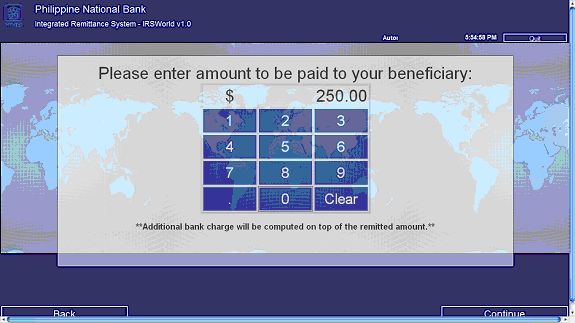 Philippine National Bank
Integrated Remittance System - IRSWorld v1.0
5:54:58 PM
Quit
Please enter amount to be paid to your beneficiary:
$ 250.00
1 2 3
4 5 6
7 8 9
. 0 Clear
**Additional bank charge will be computed on top of the remitted amount.**
Back Continue